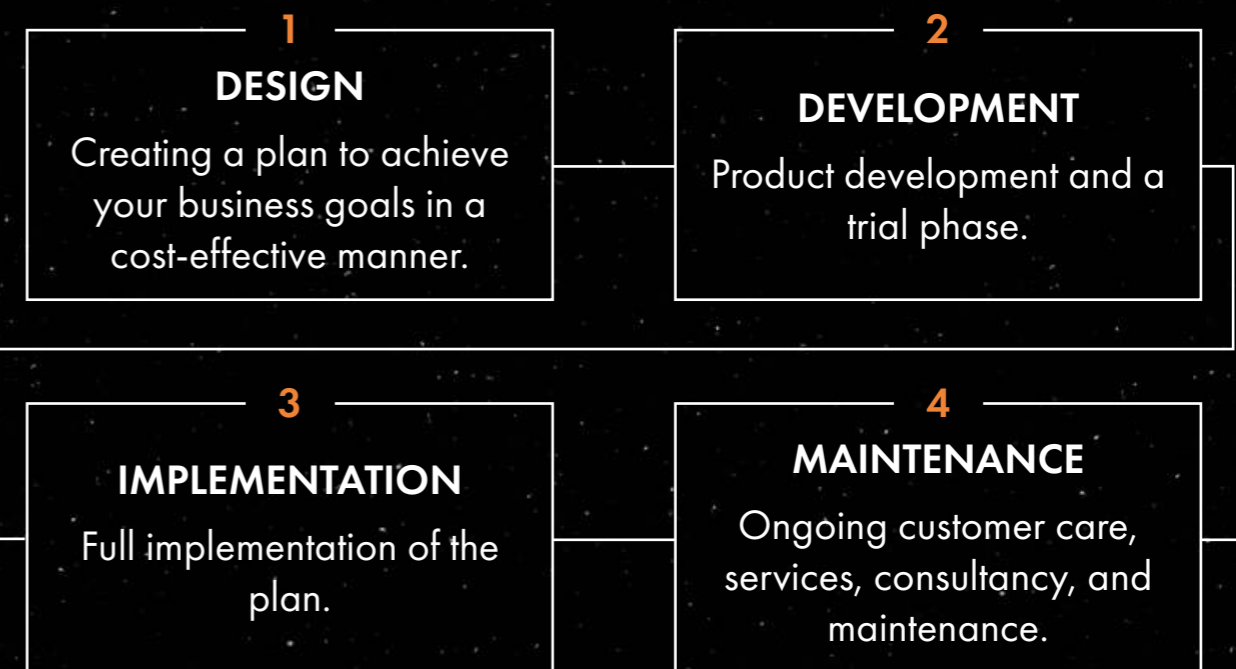 1
DESIGN
Creating a plan to achieve
your business goals in a
cost-effective manner.
2
DEVELOPMENT
Product development and a
trial phase.
3
IMPLEMENTATION
Full implementation of the
plan.
4
MAINTENANCE
Ongoing customer care,
services, consultancy, and
maintenance.